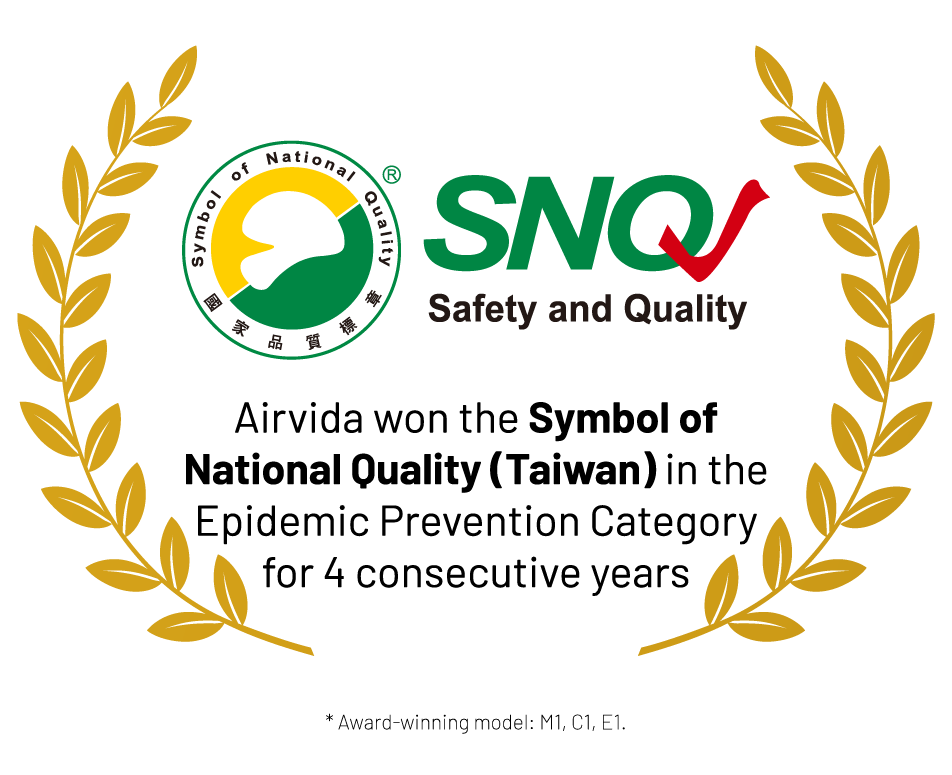 Symbol of National Quality
®
國家品質標章
SNQ
Safety and Quality
Airvida won the Symbol of
National Quality (Taiwan) in the
Epidemic Prevention Category
for 4 consecutive years
* Award-winning model: M1, C1, E1.